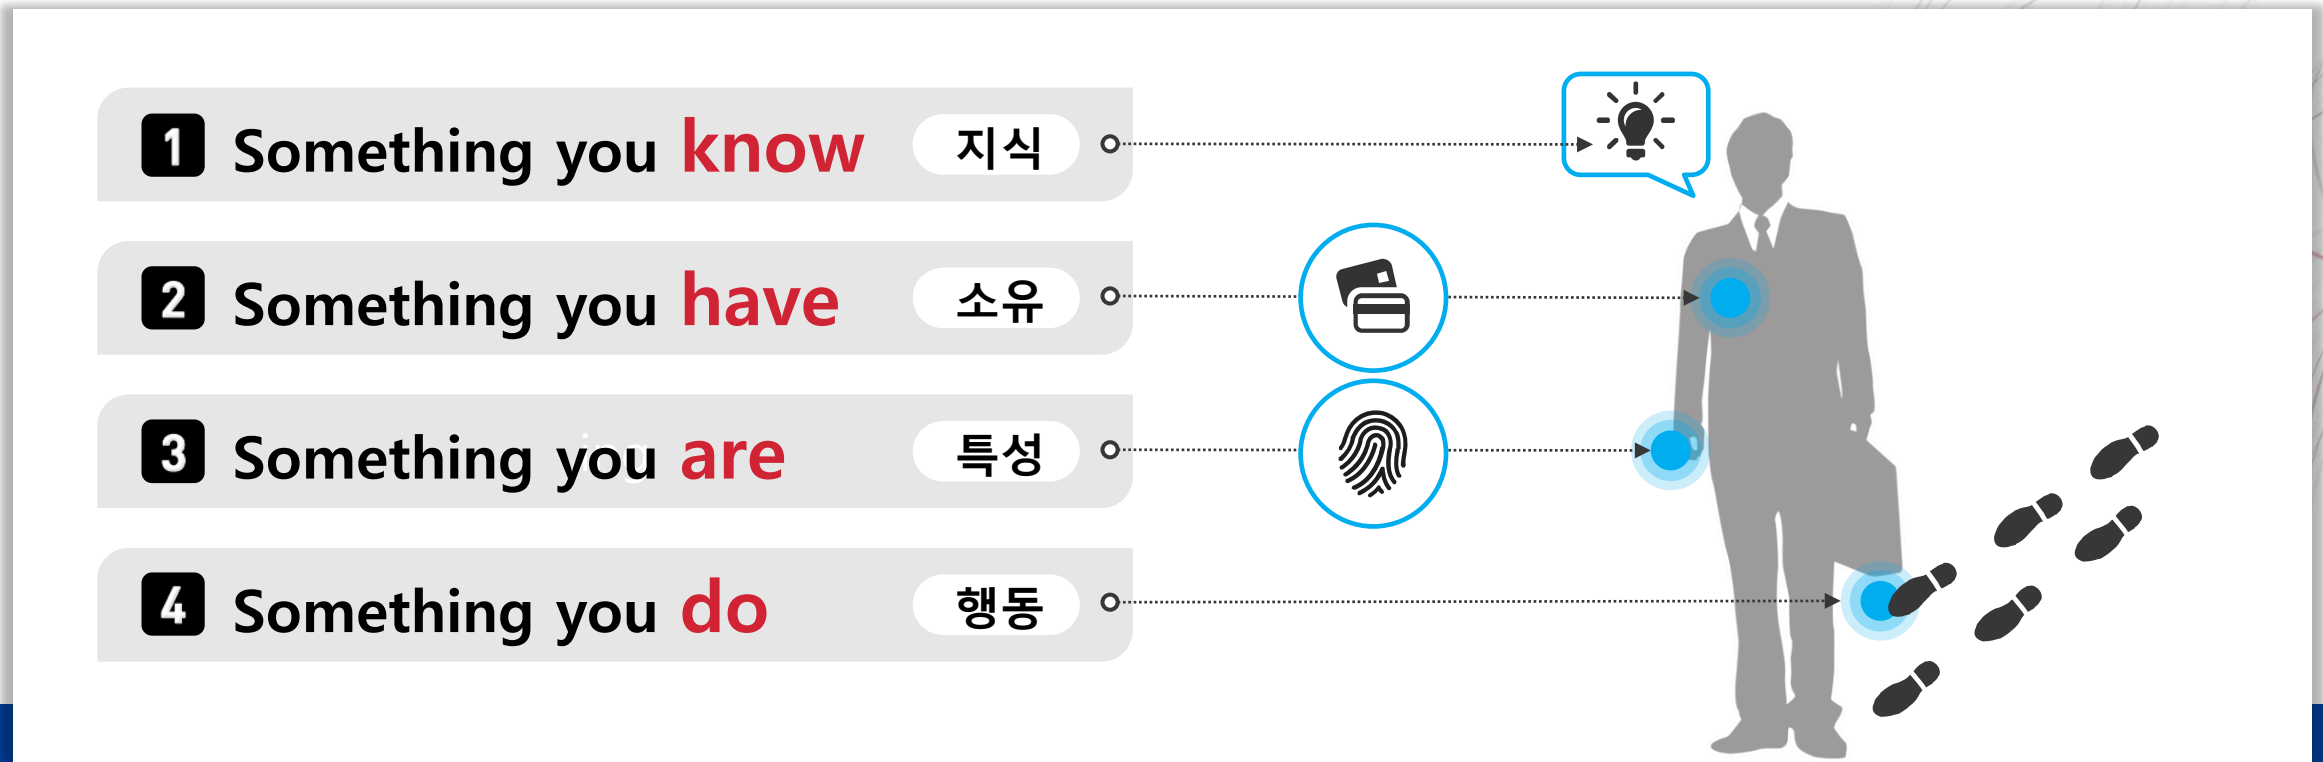 1 Something you know 지식
2 Something you have 소유
3 Something you are 특성
4 Something you do 행동